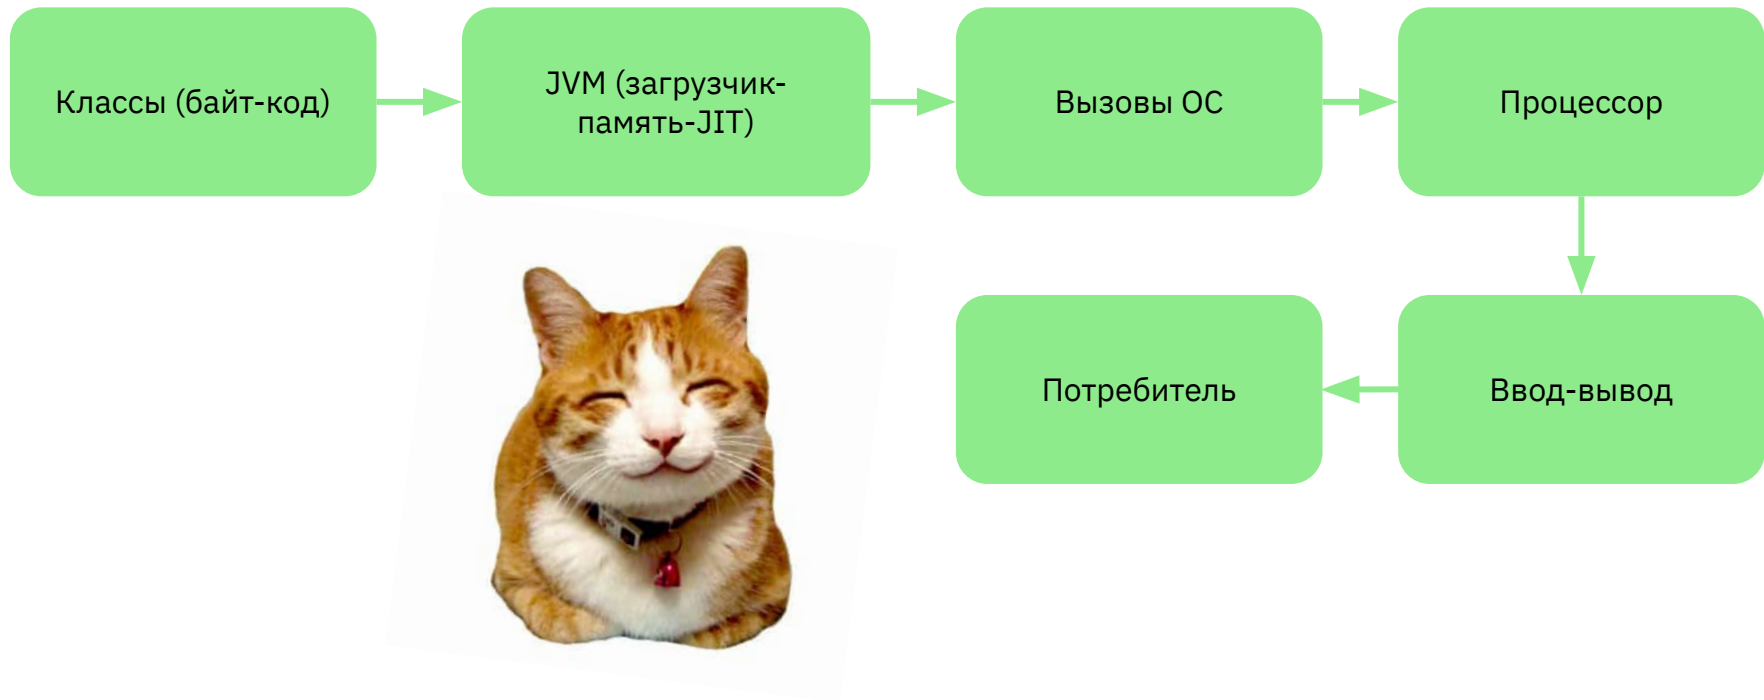 Классы (байт-код)
JVM (загрузчик-
память-JIT)
Вызовы ОС
Процессор
Потребитель
Ввод-вывод